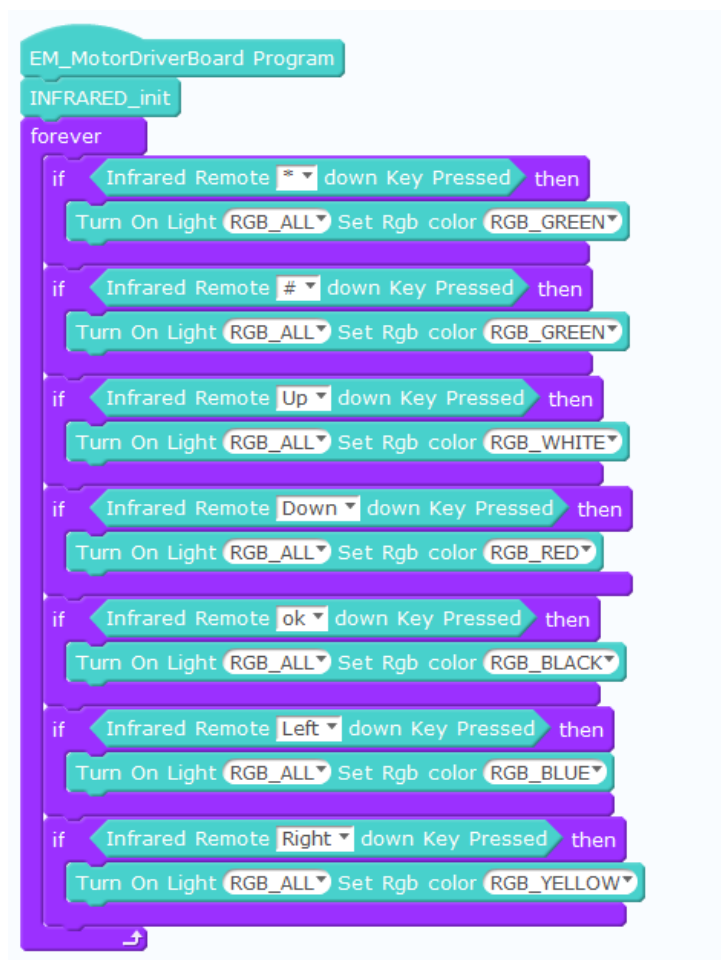 EM_MotorDriverBoard Program
INFRARED_init
forever
if Infrared Remote * down Key Pressed then
Turn On Light RGB_ALL Set Rgb color RGB_GREEN
if Infrared Remote # down Key Pressed then
Turn On Light RGB_ALL Set Rgb color RGB_GREEN
if Infrared Remote Up down Key Pressed then
Turn On Light RGB_ALL Set Rgb color RGB_WHITE
if Infrared Remote Down down Key Pressed then
Turn On Light RGB_ALL Set Rgb color RGB_RED
if Infrared Remote ok down Key Pressed then
Turn On Light RGB_ALL Set Rgb color RGB_BLACK
if Infrared Remote Left down Key Pressed then
Turn On Light RGB_ALL Set Rgb color RGB_BLUE
if Infrared Remote Right down Key Pressed then
Turn On Light RGB_ALL Set Rgb color RGB_YELLOW